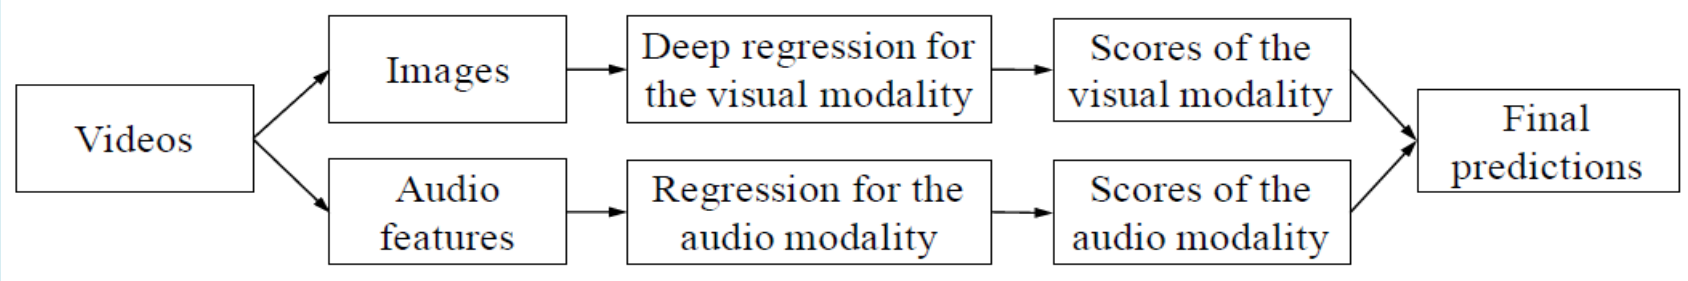 Videos
Images
Deep regression for
the visual modality
Scores of the
visual modality
Audio
features
Regression for the
audio modality
Scores of the
audio modality
Final
predictions